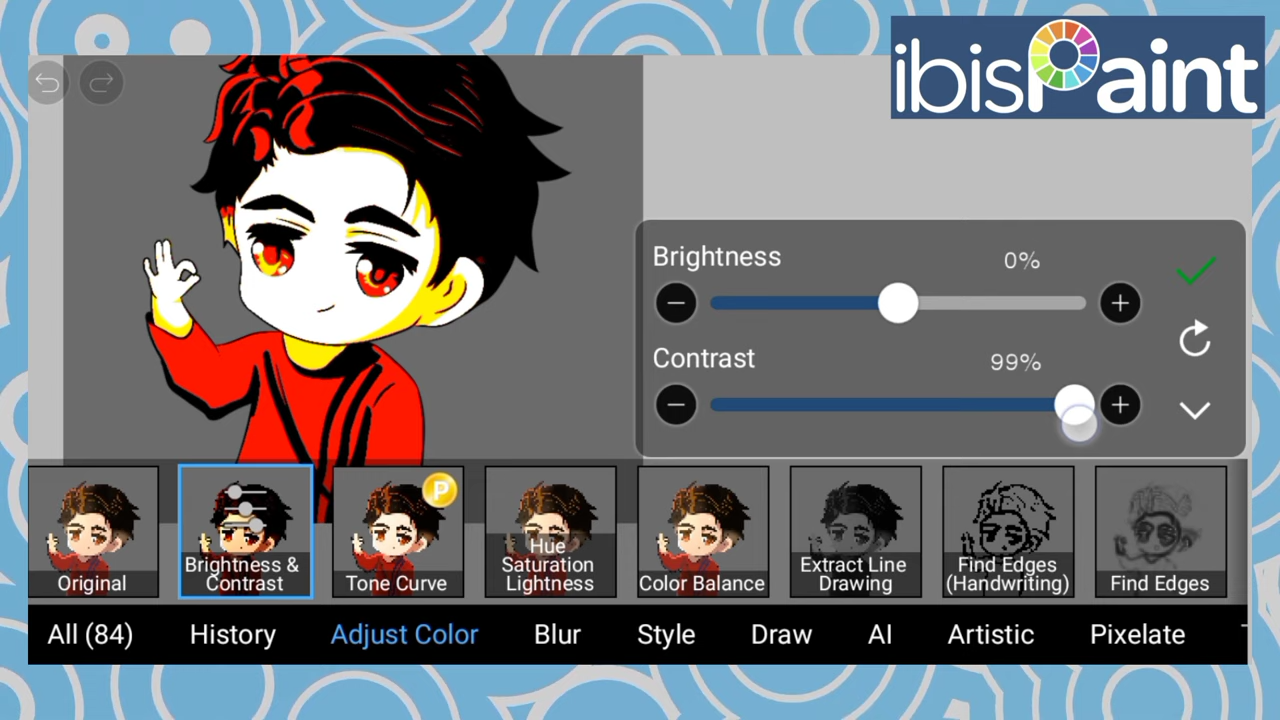 ibisPaint
Brightness
0%
Contrast
99%
P
Original
Brightness &
Contrast
Tone Curve
Hue
Saturation
Lightness
Color Balance
Extract Line
Drawing
Find Edges
(Handwriting)
Find Edges
All (84)
History
Adjust Color
Blur
Style
Draw
AI
Artistic
Pixelate